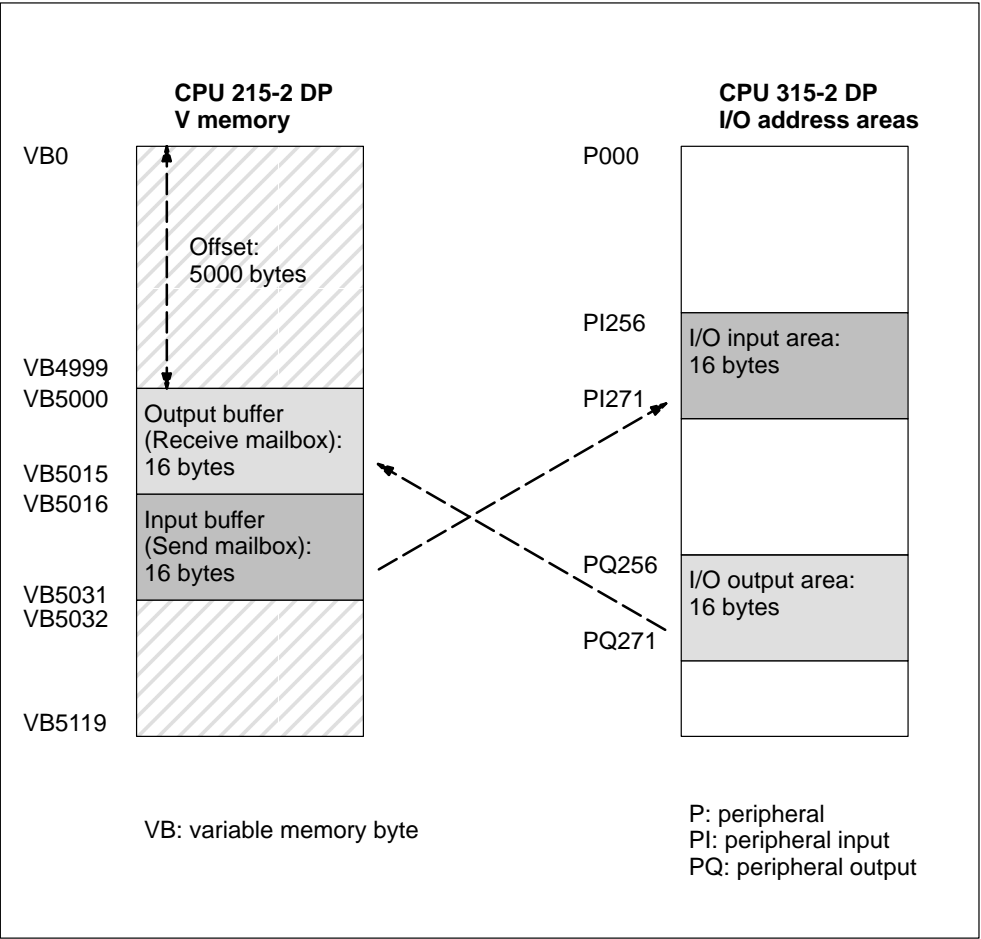 CPU 215-2 DP
V memory
CPU 315-2 DP
I/O address areas
VB0
Offset:
5000 bytes
VB4999
VB5000
Output buffer
(Receive mailbox):
16 bytes
VB5015
VB5016
Input buffer
(Send mailbox):
16 bytes
VB5031
VB5032
VB5119
VB: variable memory byte
P000
PI256
I/O input area:
16 bytes
PI271
PQ256
I/O output area:
16 bytes
PQ271
P: peripheral
PI: peripheral input
PQ: peripheral output